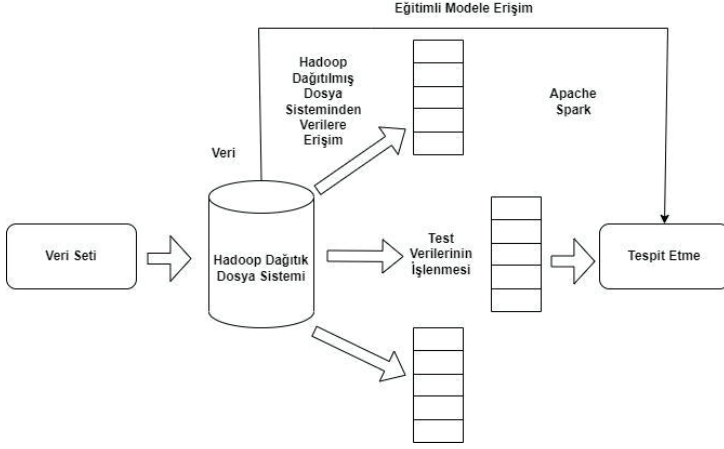 Eğitimli Modele Erişim
Hadoop
Dağıtılmış
Dosya
Sisteminden
Verilere
Erişim
Apache
Spark
Veri
Veri Seti
Hadoop Dağıtık
Dosya Sistemi
Test
Verilerinin
İşlenmesi
Tespit Etme